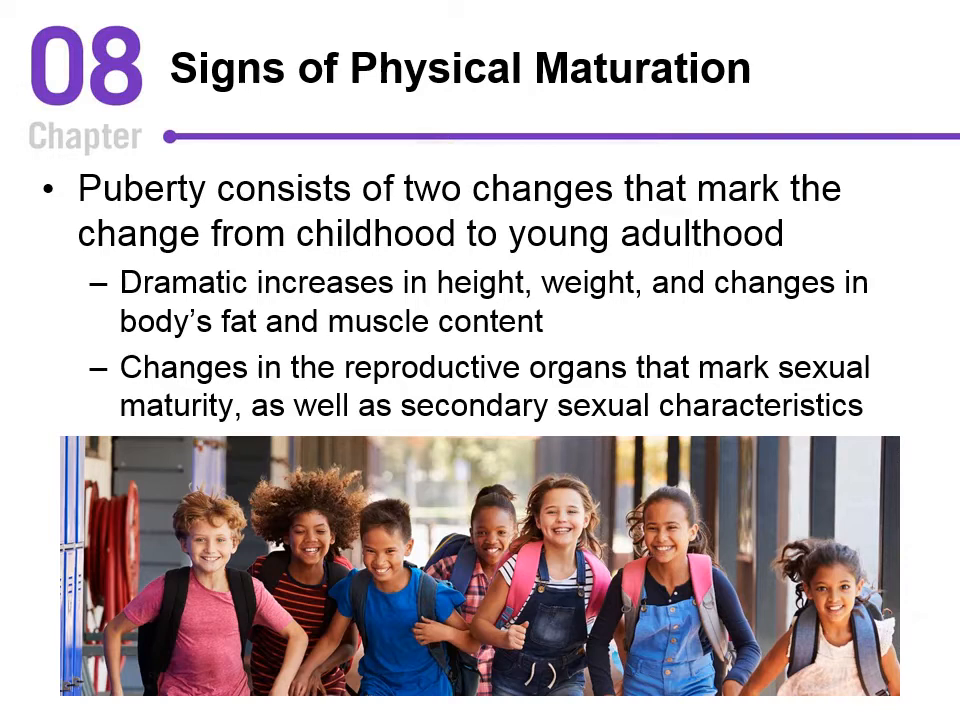 08
Chapter
Signs of Physical Maturation
• Puberty consists of two changes that mark the
change from childhood to young adulthood
– Dramatic increases in height, weight, and changes in
body’s fat and muscle content
– Changes in the reproductive organs that mark sexual
maturity, as well as secondary sexual characteristics